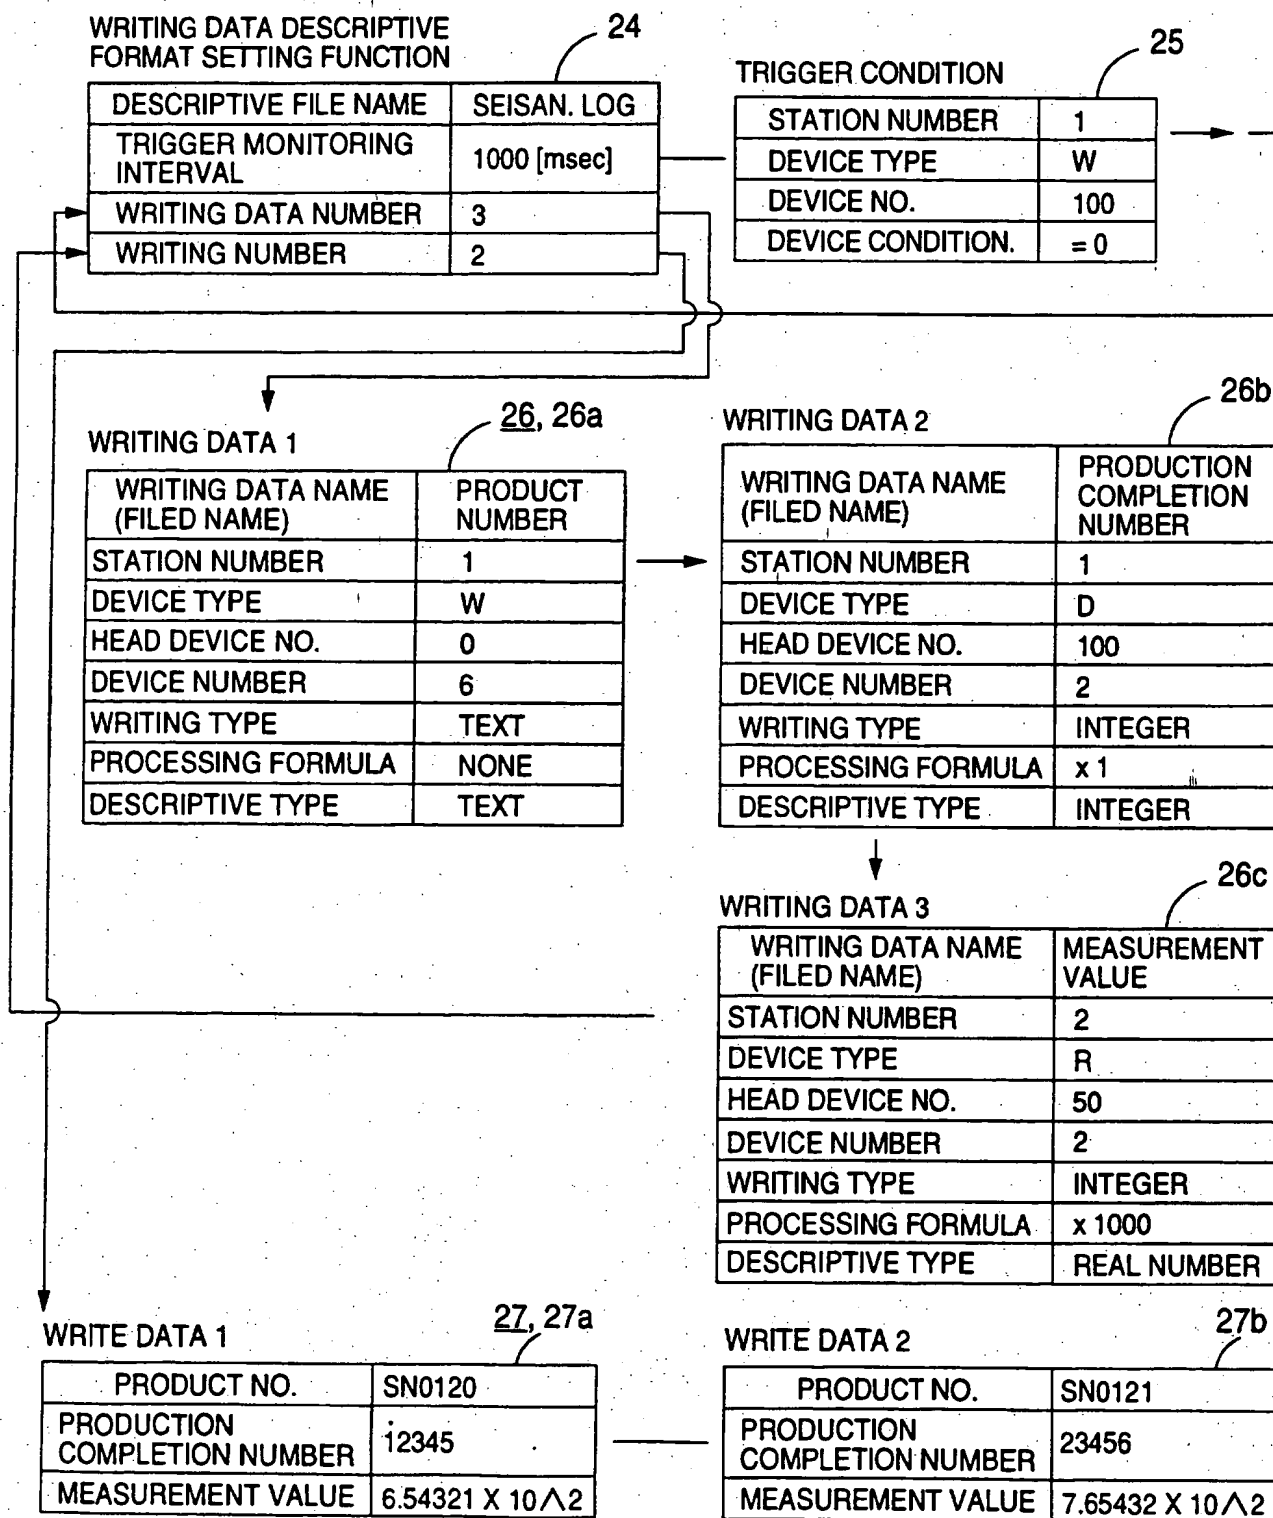 WRITING DATA DESCRIPTIVE
FORMAT SETTING FUNCTION
24
DESCRIPTIVE FILE NAME SEISAN. LOG
TRIGGER MONITORING
INTERVAL
1000 [msec]
WRITING DATA NUMBER 3
WRITING NUMBER 2
25
TRIGGER CONDITION
STATION NUMBER 1
DEVICE TYPE W
DEVICE NO. 100
DEVICE CONDITION. = 0
26, 26a
WRITING DATA 1
WRITING DATA NAME
(FILED NAME)
PRODUCT
NUMBER
STATION NUMBER 1
DEVICE TYPE W
HEAD DEVICE NO. 0
DEVICE NUMBER 6
WRITING TYPE TEXT
PROCESSING FORMULA NONE
DESCRIPTIVE TYPE TEXT
26b
WRITING DATA 2
WRITING DATA NAME
(FILED NAME)
PRODUCTION
COMPLETION
NUMBER
STATION NUMBER 1
DEVICE TYPE D
HEAD DEVICE NO. 100
DEVICE NUMBER 2
WRITING TYPE INTEGER
PROCESSING FORMULA x 1
DESCRIPTIVE TYPE INTEGER
26c
WRITING DATA 3
WRITING DATA NAME
(FILED NAME)
MEASUREMENT
VALUE
STATION NUMBER 2
DEVICE TYPE R
HEAD DEVICE NO. 50
DEVICE NUMBER 2
WRITING TYPE INTEGER
PROCESSING FORMULA x 1000
DESCRIPTIVE TYPE REAL NUMBER
27, 27a
WRITE DATA 1
PRODUCT NO. SN0120
PRODUCTION
COMPLETION NUMBER
12345
MEASUREMENT VALUE 6.54321 X 10∧2
27b
WRITE DATA 2
PRODUCT NO. SN0121
PRODUCTION
COMPLETION NUMBER
23456
MEASUREMENT VALUE 7.65432 X 10∧2